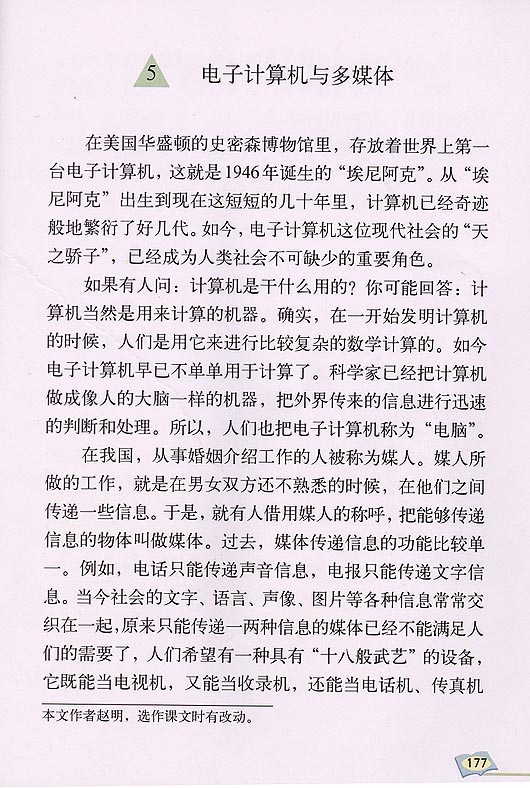 5 电子计算机与多媒体
在美国华盛顿的史密森博物馆里，存放着世界上第一
台电子计算机，这就是1946年诞生的“埃尼阿克”。从“埃
尼阿克”出生到现在这短短的几十年里，计算机已经奇迹
般地繁衍了好几代。如今，电子计算机这位现代社会的“天
之骄子”，已经成为人类社会不可缺少的重要角色。
如果有人问：计算机是干什么用的？你可能回答：计
算机当然是用来计算的机器。确实，在一开始发明计算机
的时候，人们是用它来进行比较复杂的数学计算的。如今
电子计算机早已不单单用于计算了。科学家已经把计算机
做成像人的大脑一样的机器，把外界传来的信息进行迅速
的判断和处理。所以，人们也把电子计算机称为“电脑”。
在我国，从事婚姻介绍工作的人被称为媒人。媒人所
做的工作，就是在男女双方还不熟悉的时候，在他们之间
传递一些信息。于是，就有人借用媒人的称呼，把能够传递
信息的物体叫做媒体。过去，媒体传递信息的功能比较单
一。例如，电话只能传递声音信息，电报只能传递文字信
息。当今社会的文字、语言、声像、图片等各种信息常常交
织在一起，原来只能传递一两种信息的媒体已经不能满足人
们的需要了，人们希望有一种具有“十八般武艺”的设备，
它既能当电视机，又能当收录机，还能当电话机、传真机
本文作者赵明，选作课文时有改动。
177